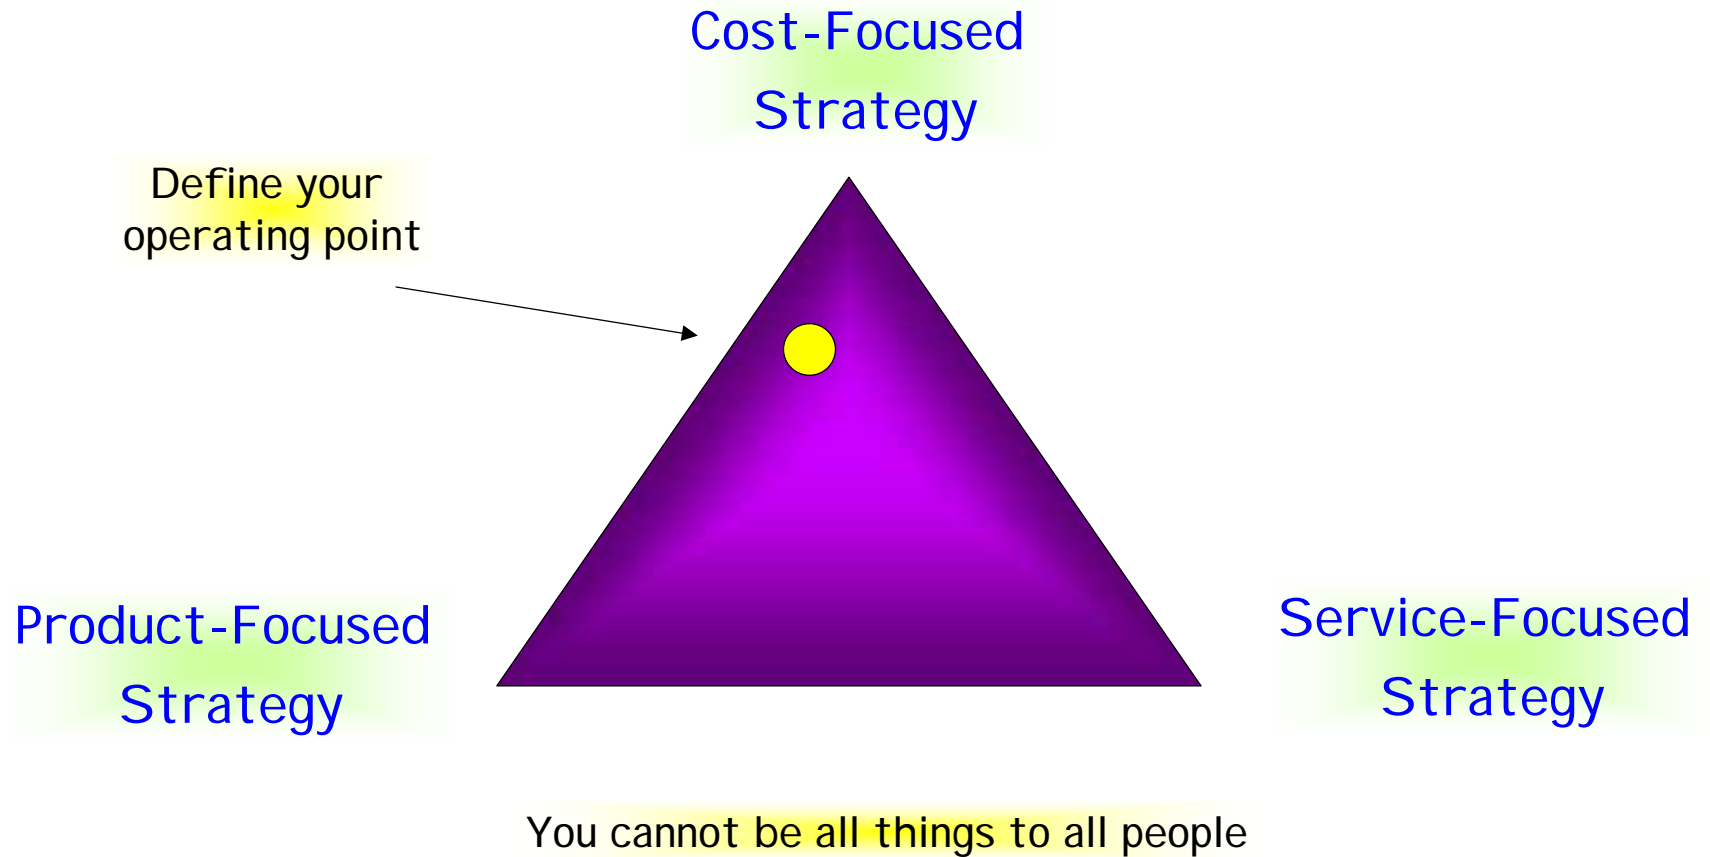 Cost-Focused
Strategy
Define your
operating point
Product-Focused
Strategy
Service-Focused
Strategy
You cannot be all things to all people